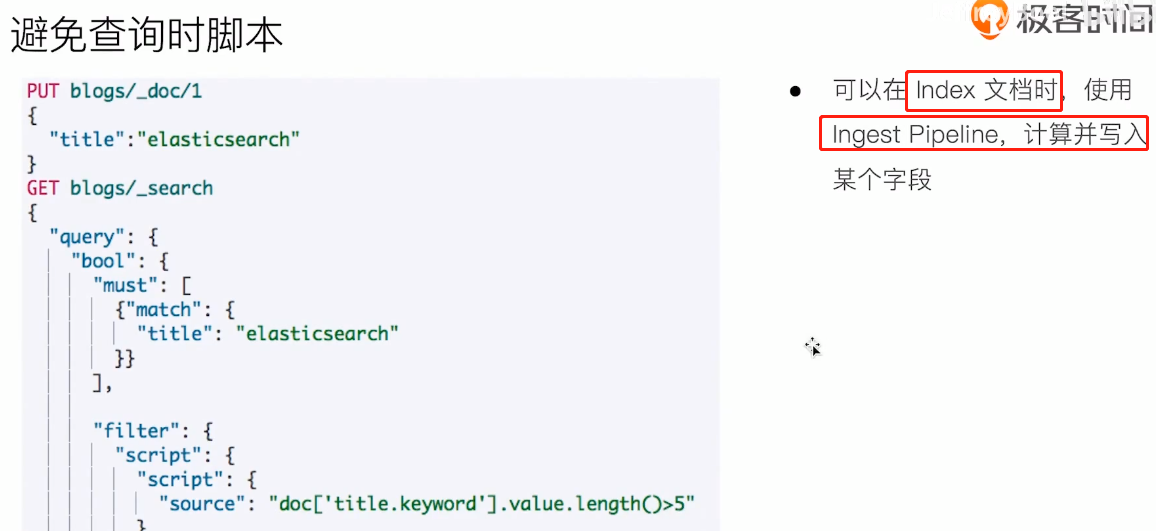 避免查询时脚本
极客时间
PUT blogs/_doc/1
{
"title":"elasticsearch"
}
GET blogs/_search
{
"query": {
"bool": {
"must": [
{"match": {
"title": "elasticsearch"
}}
],
"filter": {
"script": {
"script": {
"source": "doc['title.keyword'].value.length()>5"
}
● 可以在 Index 文档时，使用
Ingest Pipeline，计算并写入
某个字段